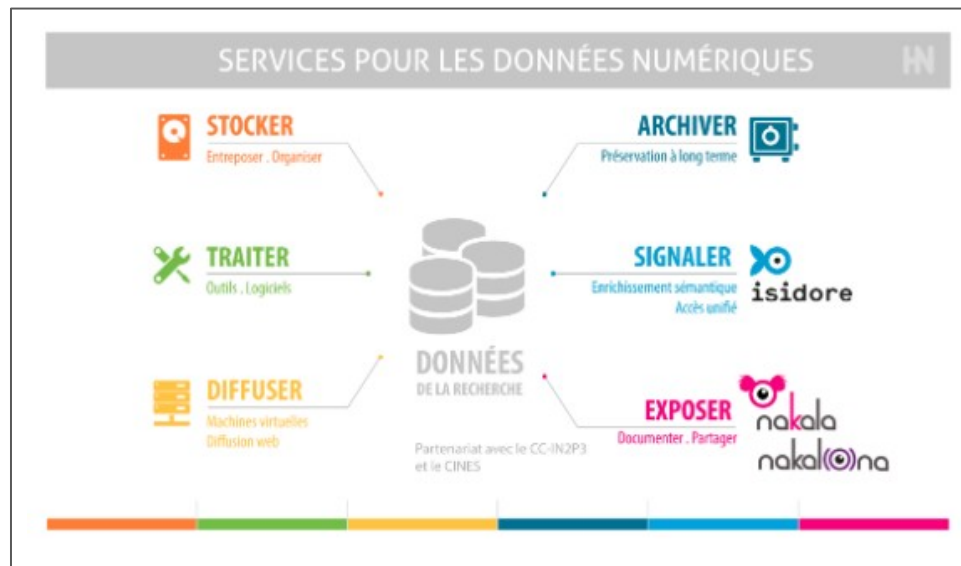 SERVICES POUR LES DONNÉES NUMÉRIQUES
HN
STOCKER
Entreposer . Organiser
TRAITER
Outils . Logiciels
DIFFUSER
Machines virtuelles
Diffusion web
DONNÉES
DE LA RECHERCHE
Partenariat avec le CC-IN2P3
et le CINES
ARCHIVER
Préservation à long terme
SIGNALER
Enrichissement sémantique
Accès unifié
isidore
EXPOSER
Documenter . Partager
nakala
nakal(o)na